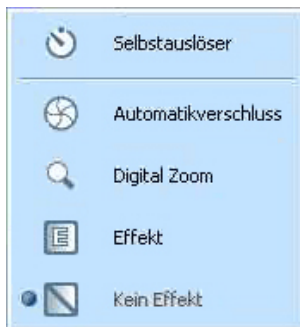 Selbstauslöser
Automatikverschluss
Digital Zoom
E
Effekt
Kein Effekt